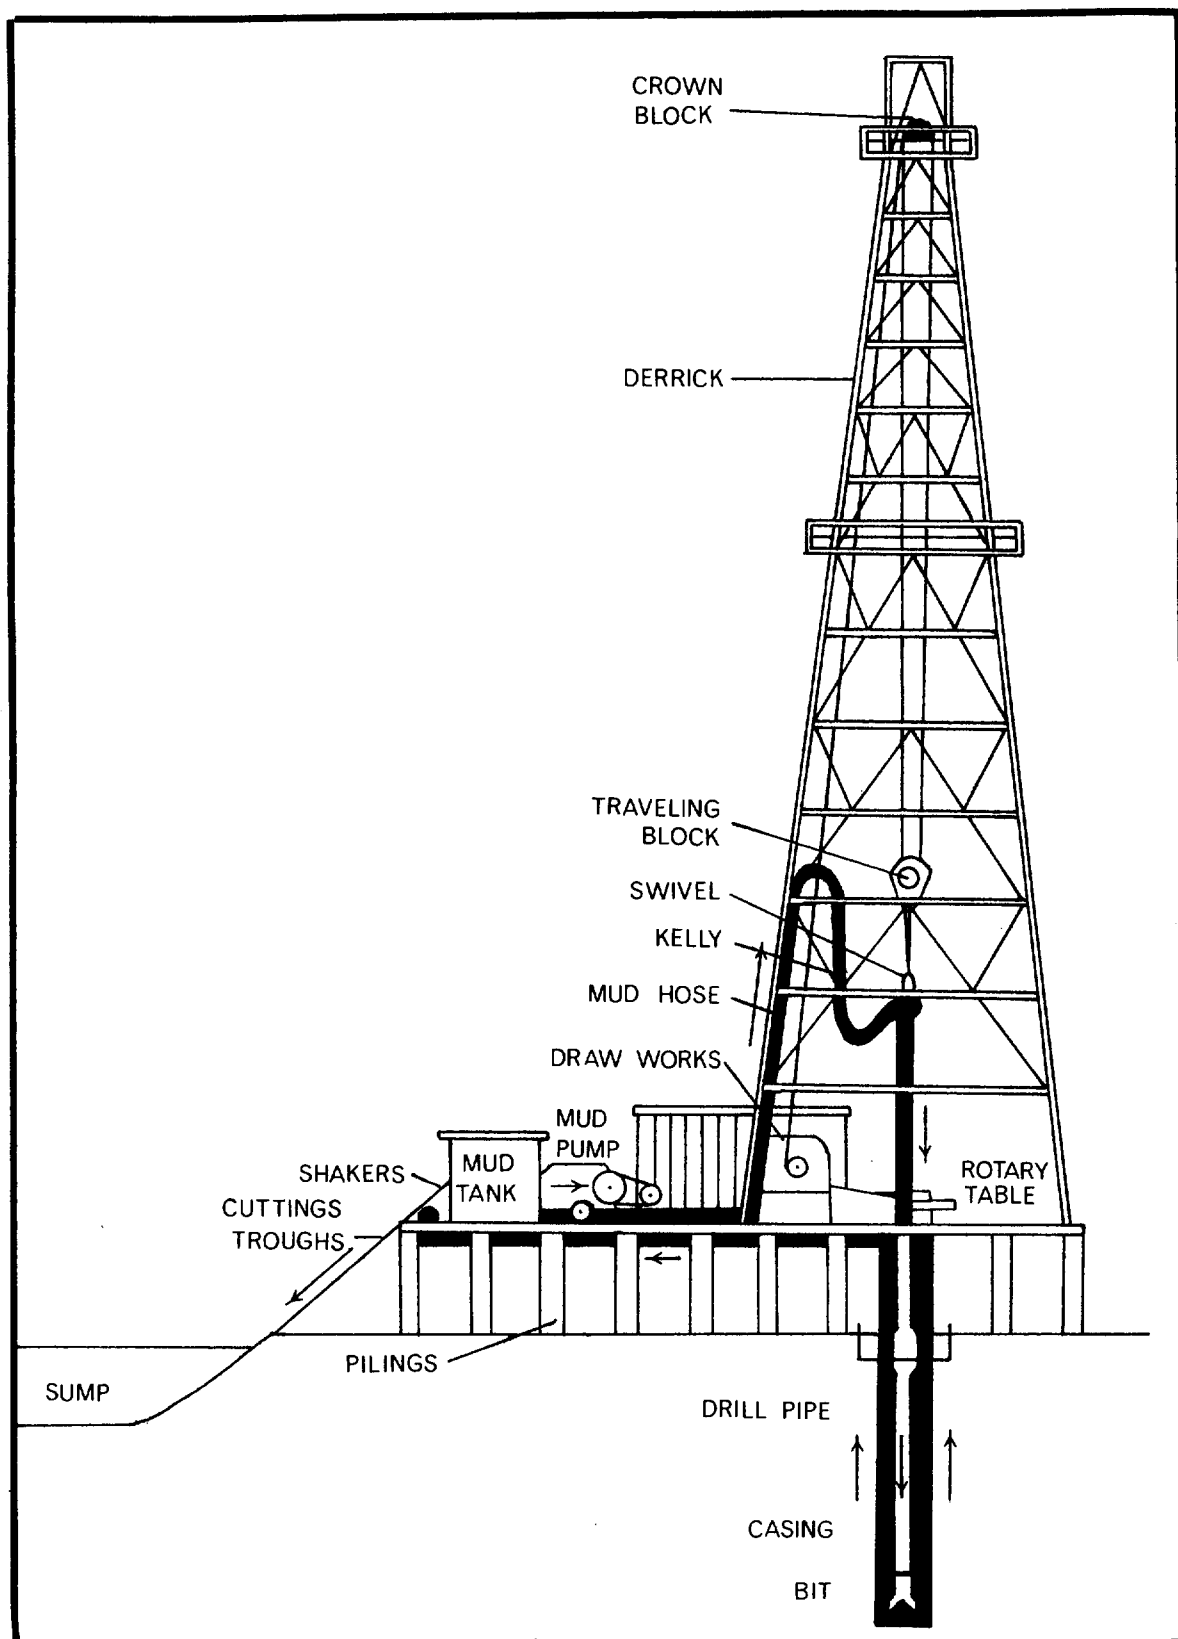 CROWN
BLOCK
DERRICK
TRAVELING
BLOCK
SWIVEL
KELLY
MUD HOSE
DRAW WORKS
MUD
PUMP
MUD
TANK
SHAKERS
CUTTINGS
TROUGHS
ROTARY
TABLE
PILINGS
SUMP
DRILL PIPE
CASING
BIT